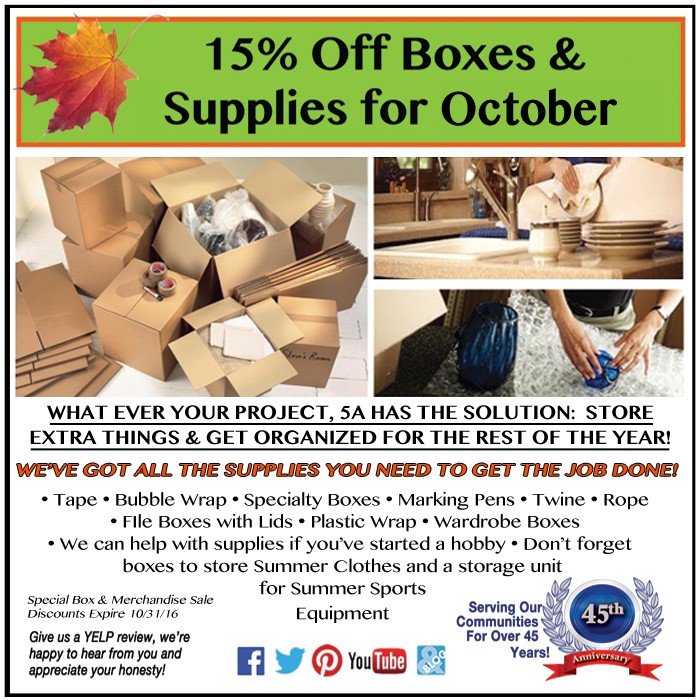 15% Off Boxes &
Supplies for October
Steve's Room
WHAT EVER YOUR PROJECT, 5A HAS THE SOLUTION: STORE
EXTRA THINGS & GET ORGANIZED FOR THE REST OF THE YEAR!
WE'VE GOT ALL THE SUPPLIES YOU NEED TO GET THE JOB DONE!
• Tape • Bubble Wrap • Specialty Boxes • Marking Pens • Twine • Rope
• FIle Boxes with Lids • Plastic Wrap • Wardrobe Boxes
• We can help with supplies if you've started a hobby • Don't forget
boxes to store Summer Clothes and a storage unit
for Summer Sports
Equipment
Special Box & Merchandise Sale
Discounts Expire 10/31/16
Give us a YELP review, we're
happy to hear from you and
appreciate your honesty!
You Tube
BLOG
Serving Our
Communities
For Over 45
Years!
45th
Anniversary